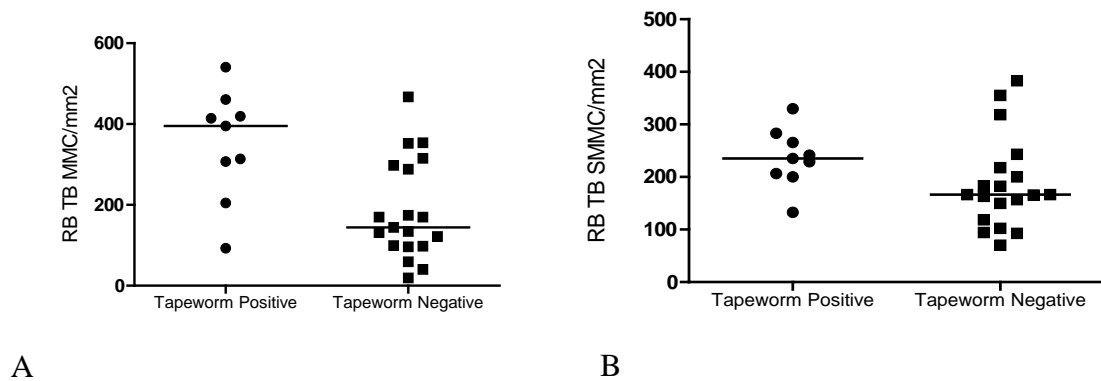 RB TB MMC/mm2
600
400
200
0
Tapeworm Positive
Tapeworm Negative
A
RB TB SMMC/mm2
500
400
300
200
100
0
Tapeworm Positive
Tapeworm Negative
B